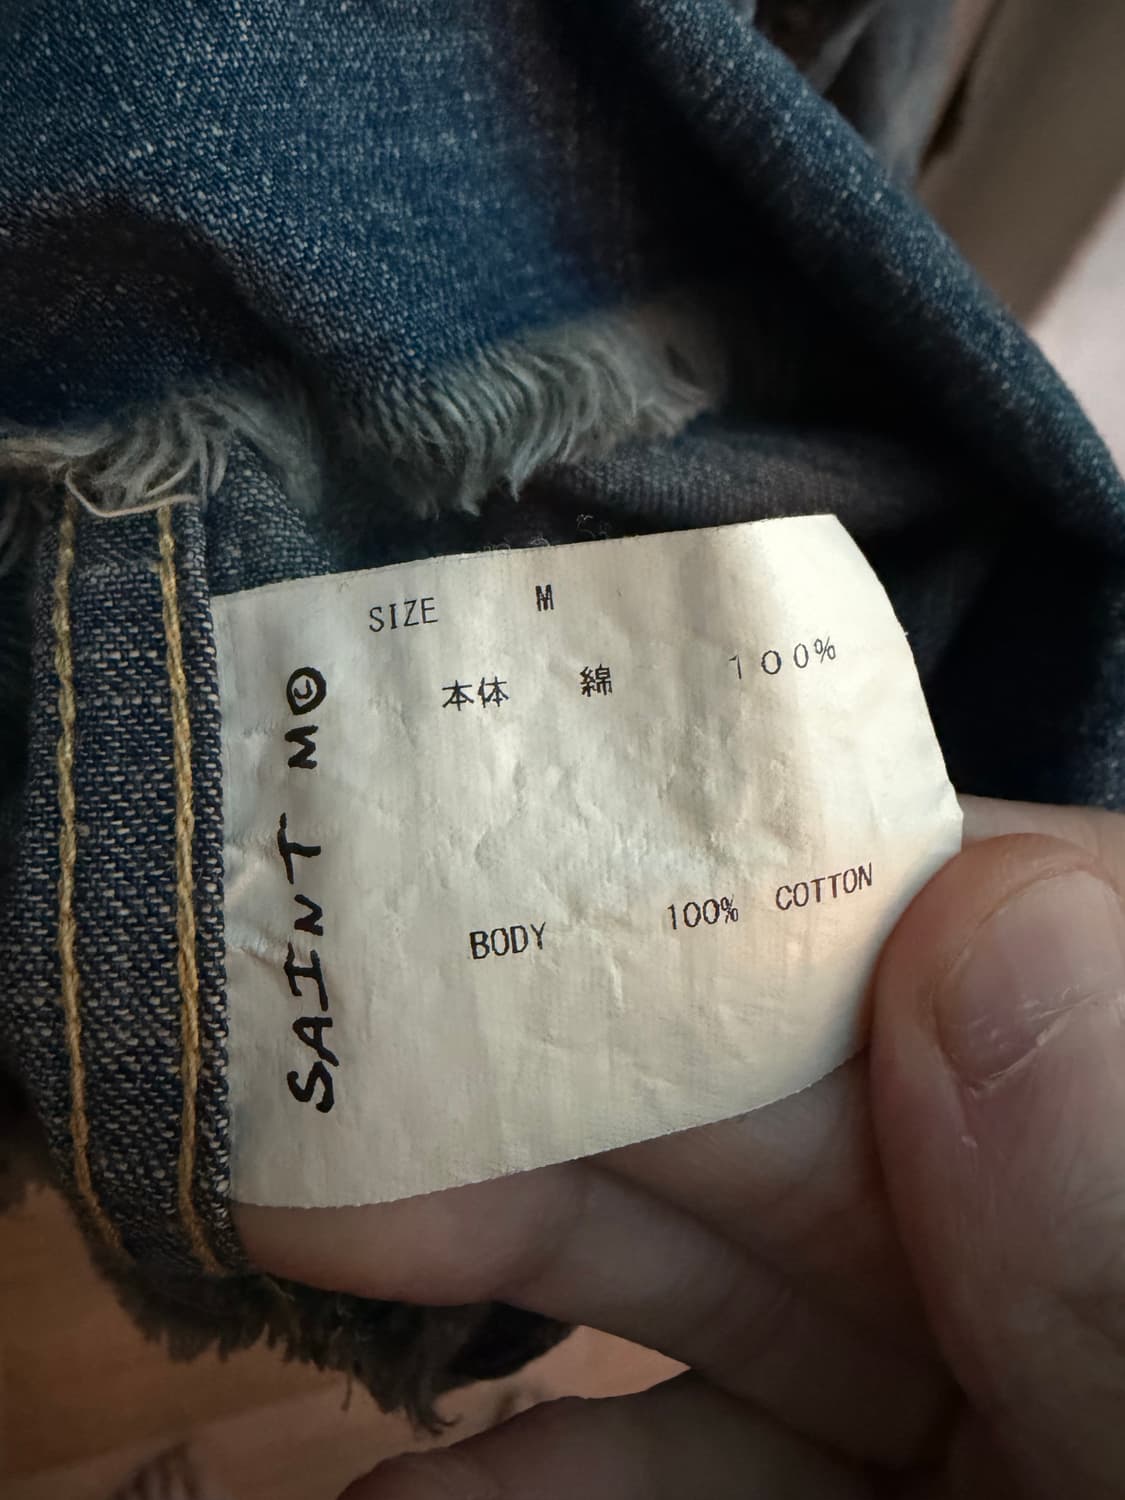 SIZE M
本体 綿 100%
BODY 100% COTTON
SAINT M©